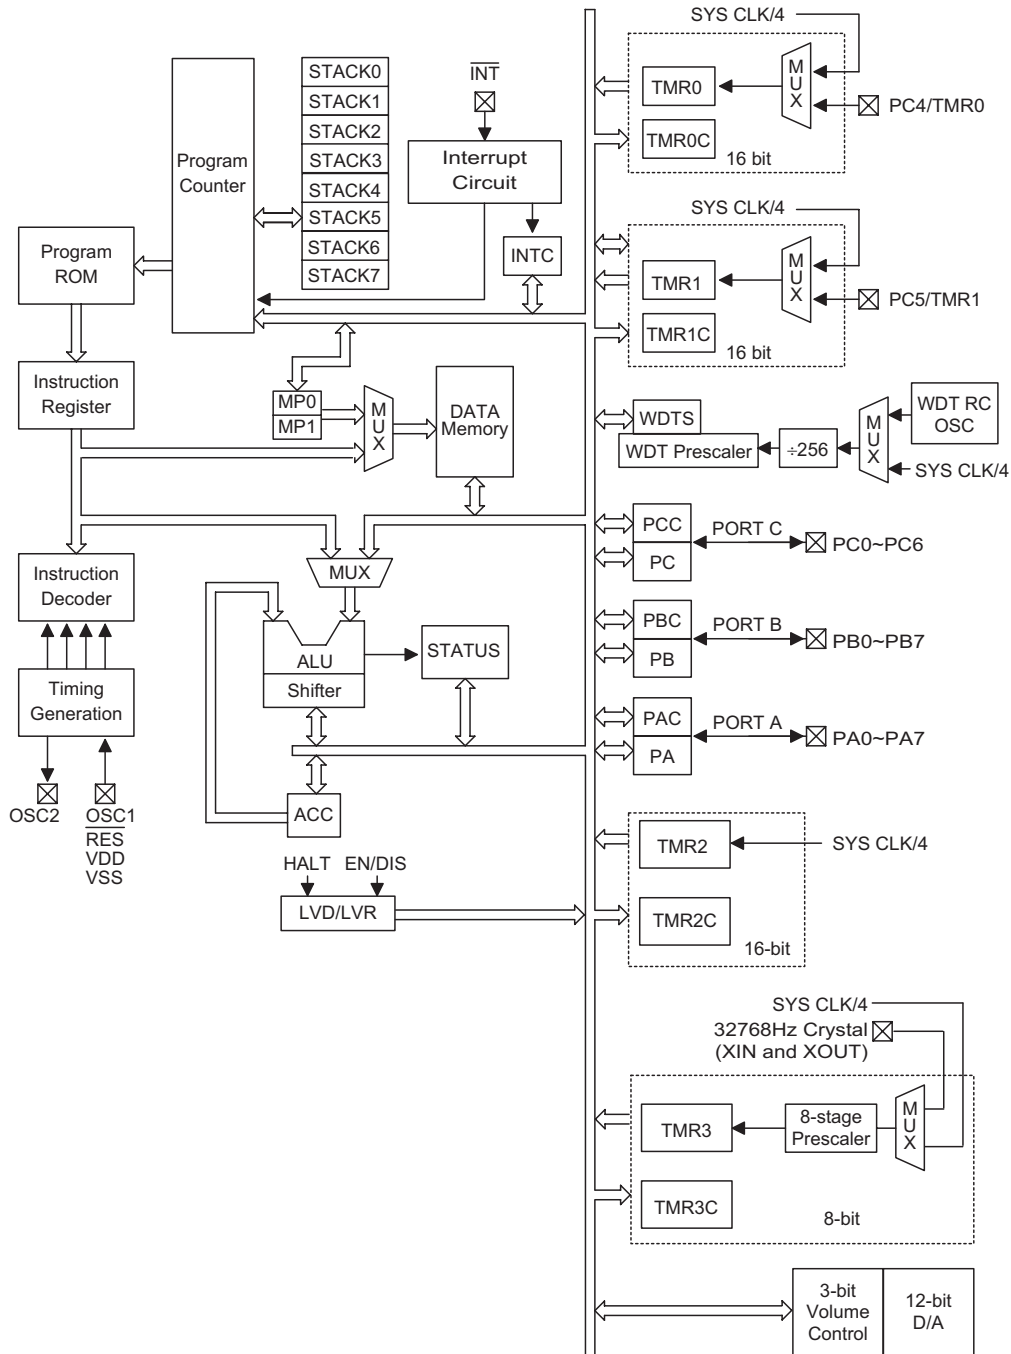 SYS CLK/4
STACK0
STACK1
STACK2
STACK3
STACK4
STACK5
STACK6
STACK7
INT
Program
Counter
Interrupt
Circuit
INTC
TMR0
TMR0C
MUX
16 bit
PC4/TMR0
SYS CLK/4
TMR1
TMR1C
MUX
16 bit
PC5/TMR1
Program
ROM
Instruction
Register
MP0
MP1
MUX
DATA
Memory
WDTS
WDT Prescaler
÷256
MUX
WDT RC
OSC
SYS CLK/4
PCC
PC
PORT C
PC0~PC6
Instruction
Decoder
MUX
ALU
Shifter
STATUS
PBC
PB
PORT B
PB0~PB7
Timing
Generation
PAC
PA
PORT A
PA0~PA7
OSC2
OSC1
RES
VDD
VSS
ACC
TMR2
SYS CLK/4
TMR2C
16-bit
HALT
EN/DIS
LVD/LVR
SYS CLK/4
32768Hz Crystal
(XIN and XOUT)
TMR3
8-stage
Prescaler
MUX
TMR3C
8-bit
3-bit
Volume
Control
12-bit
D/A